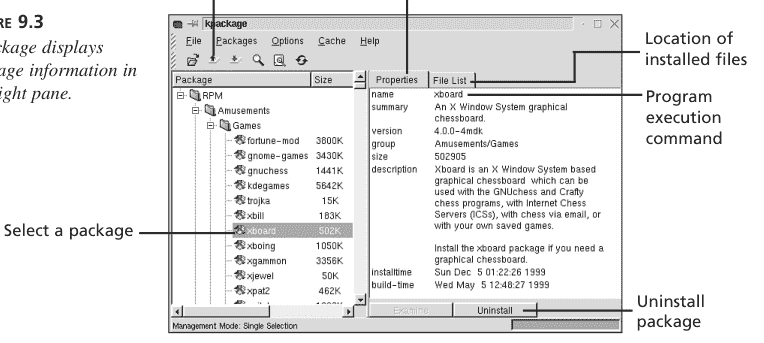 RE 9.3
ckage displays
age information in
ight pane.
kpackage
File Packages Options Cache Help
Package Size
RPM
Amusements
Games
fortune-mod 3800K
gnome-games 3430K
gnuchess 1441K
kdegames 5642K
trojka 15K
xbill 183K
xboard 502K
xboing 1050K
xgammon 3356K
xjewel 50K
xpat2 462K
Properties File List
name xboard
summary An X Window System graphical
chessboard.
version 4.0.0-4mdk
group Amusements/Games
size 502905
description Xboard is an X Window System based
graphical chessboard which can be
used with the GNUchess and Crafty
chess programs, with Internet Chess
Servers (ICSs), with chess via email, or
with your own saved games.
Install the xboard package if you need a
graphical chessboard.
installtime Sun Dec 5 01:22:26 1999
build-time Wed May 5 12:48:27 1999
Examine Uninstall
Management Mode: Single Selection
Select a package
Location of
installed files
Program
execution
command
Uninstall
package